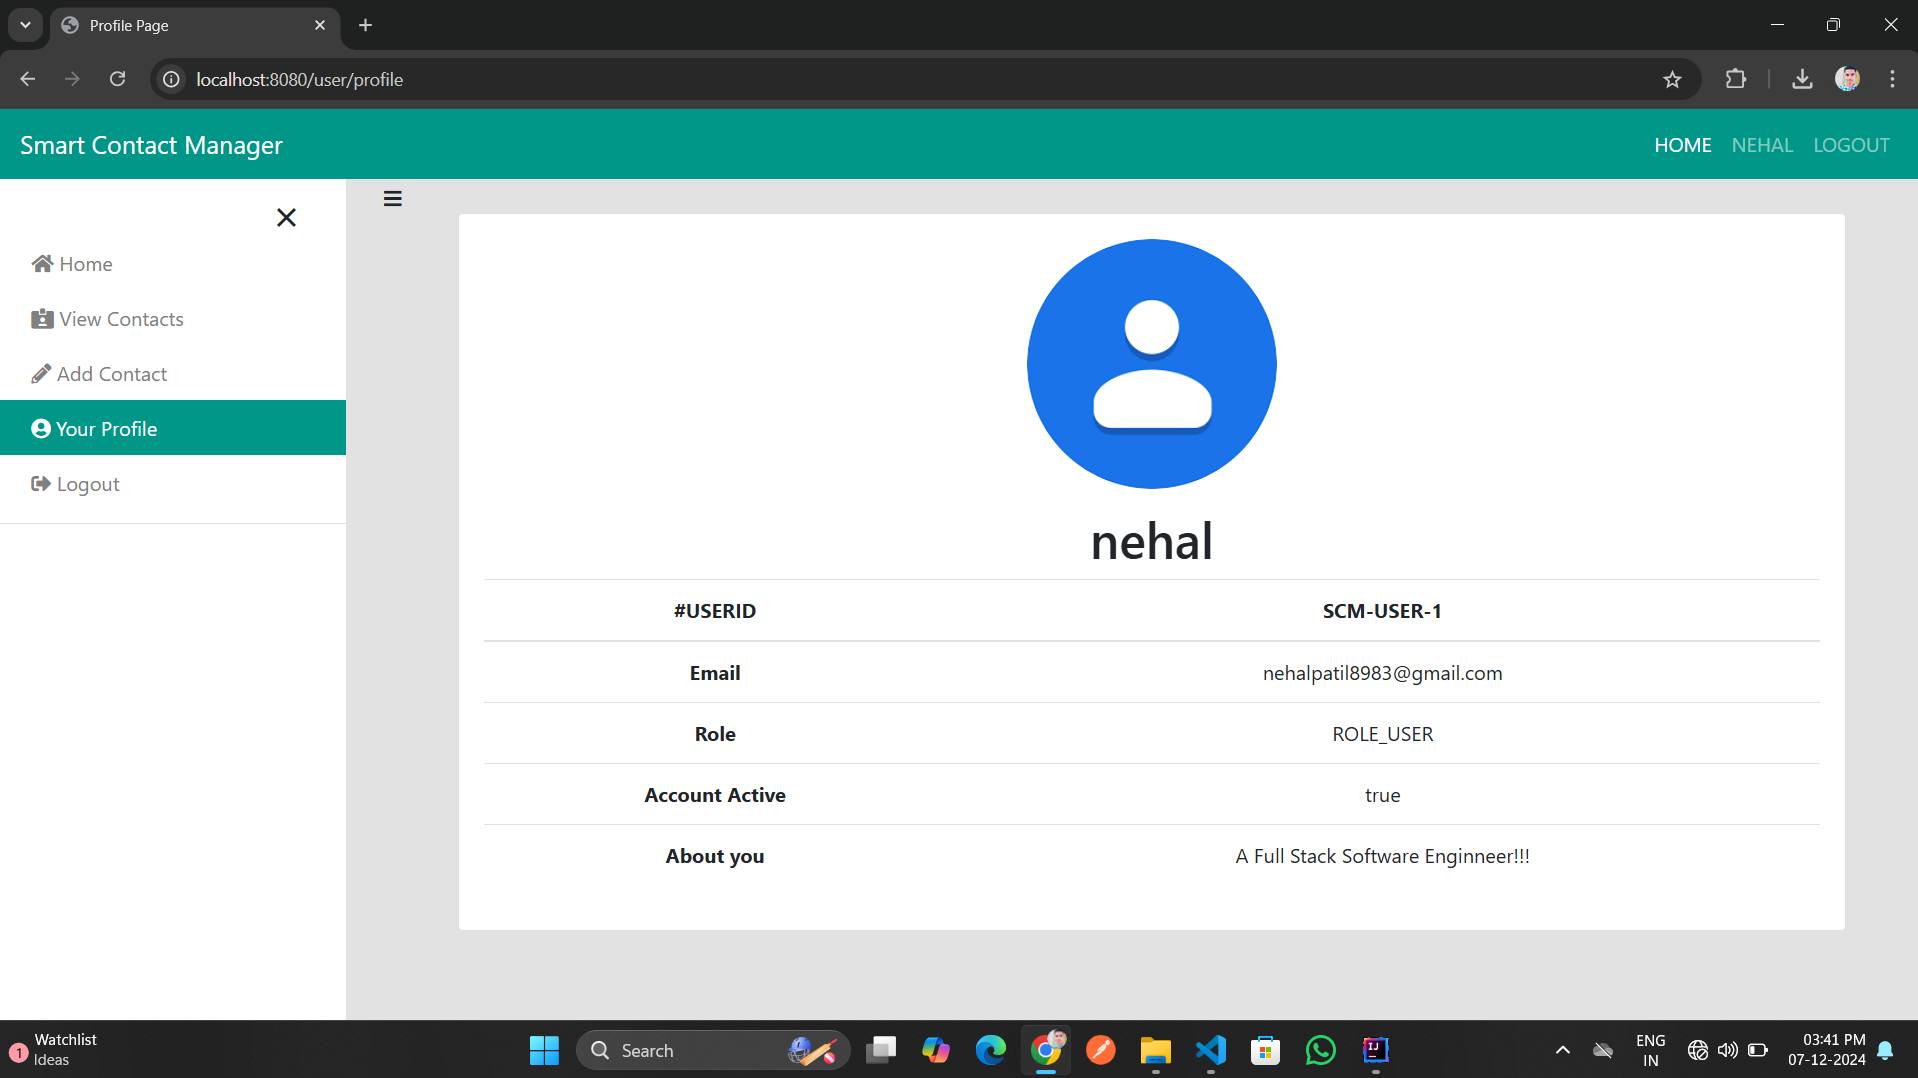 Profile Page
localhost:8080/user/profile
Smart Contact Manager
HOME NEHAL LOGOUT
Home
View Contacts
Add Contact
Your Profile
Logout
nehal
#USERID SCM-USER-1
Email nehalpatil8983@gmail.com
Role ROLE_USER
Account Active true
About you A Full Stack Software Enginneer!!!
1
Watchlist
Ideas
Search
IJ
ENG
IN
03:41 PM
07-12-2024